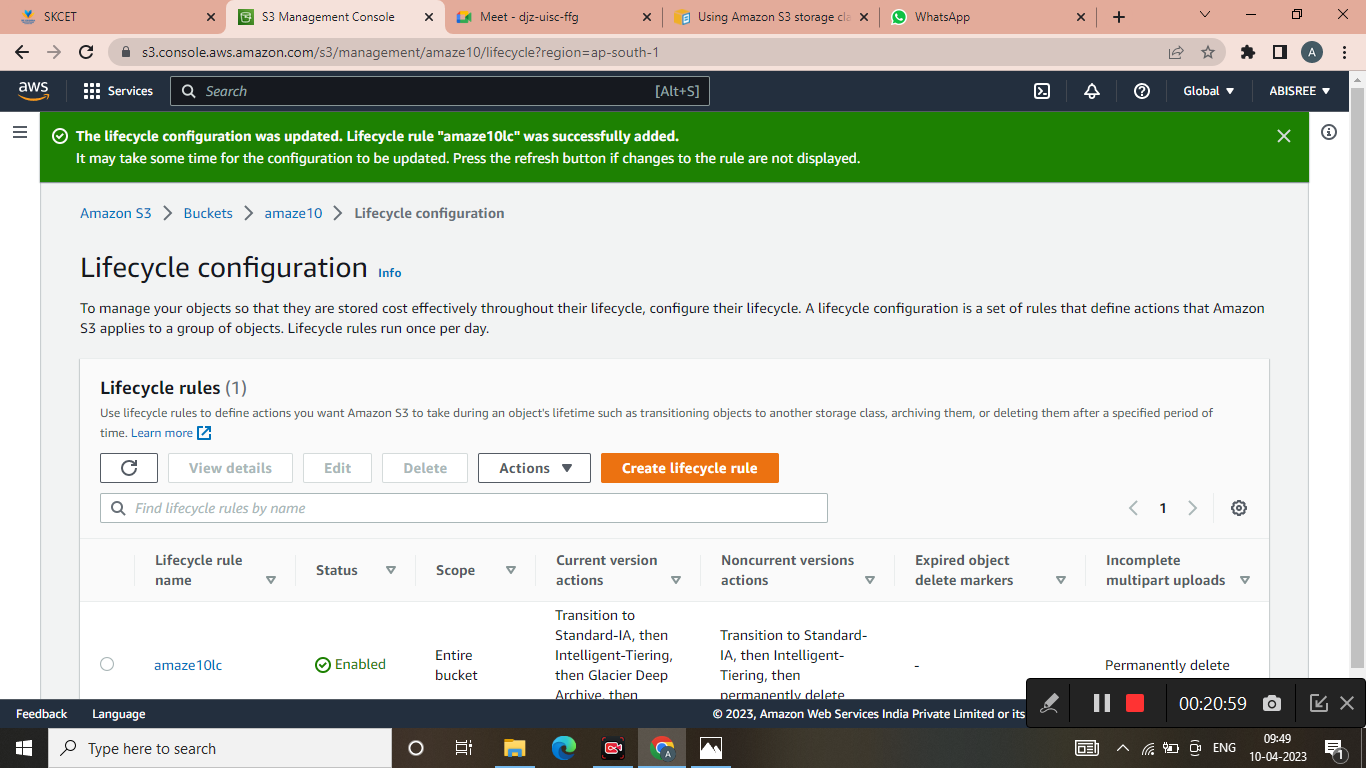 SKCET
S3 Management Console
Meet - djz-uisc-ffg
Using Amazon S3 storage cla
WhatsApp
s3.console.aws.amazon.com/s3/management/amaze10/lifecycle?region=ap-south-1
A
aws
Services
Search
[Alt+S]
Global
ABISREE
The lifecycle configuration was updated. Lifecycle rule "amaze10lc" was successfully added.
It may take some time for the configuration to be updated. Press the refresh button if changes to the rule are not displayed.
Amazon S3 > Buckets > amaze10 > Lifecycle configuration
Lifecycle configuration Info
To manage your objects so that they are stored cost effectively throughout their lifecycle, configure their lifecycle. A lifecycle configuration is a set of rules that define actions that Amazon
S3 applies to a group of objects. Lifecycle rules run once per day.
Lifecycle rules (1)
Use lifecycle rules to define actions you want Amazon S3 to take during an object's lifetime such as transitioning objects to another storage class, archiving them, or deleting them after a specified period of
time. Learn more
View details
Edit
Delete
Actions
Create lifecycle rule
Find lifecycle rules by name
1
Lifecycle rule
name
Status
Scope
Current version
actions
Noncurrent versions
actions
Expired object
delete markers
Incomplete
multipart uploads
amaze10lc
Enabled
Entire
bucket
Transition to
Standard-IA, then
Intelligent-Tiering,
then Glacier Deep
Archive, then
Transition to Standard-
IA, then Intelligent-
Tiering, then
permanently delete
-
Permanently delete
00:20:59
Feedback
Language
© 2023, Amazon Web Services India Private Limited or its
Type here to search
A
ENG
09:49
10-04-2023
1